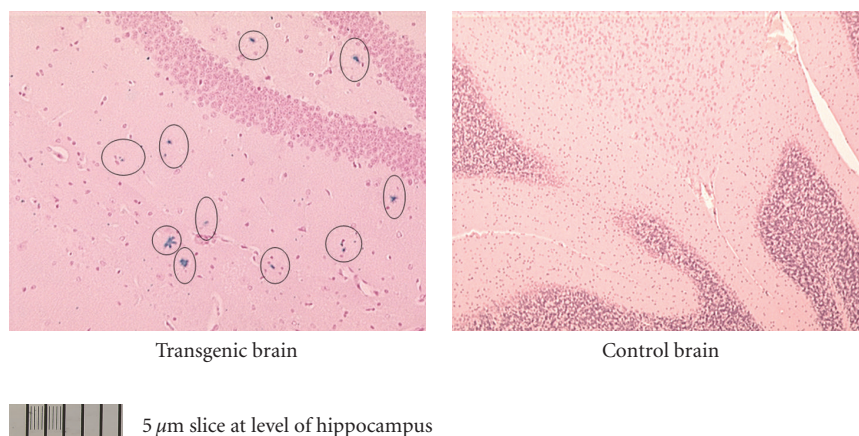 Transgenic brain
Control brain
5 μm slice at level of hippocampus